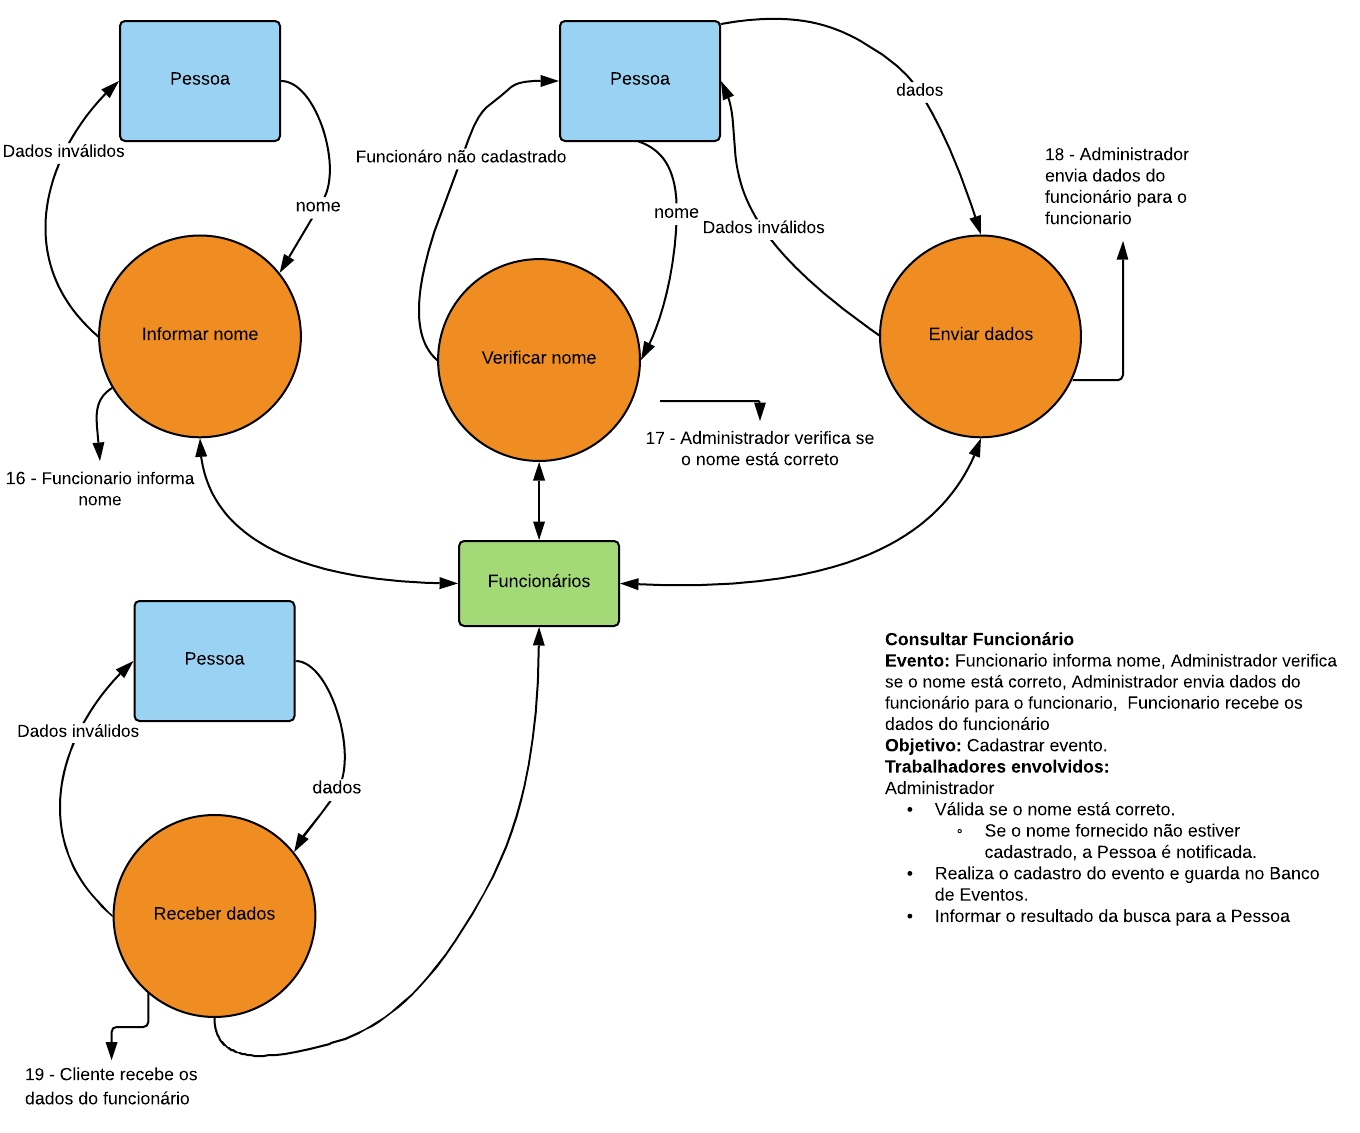 Pessoa
Pessoa
dados
Dados inválidos
Funcionáro não cadastrado
18 - Administrador
envia dados do
funcionário para o
funcionario
nome
nome
Dados inválidos
Informar nome
Verificar nome
Enviar dados
17 - Administrador verifica se
o nome está correto
16 - Funcionario informa
nome
Funcionários
Pessoa
Dados inválidos
dados
Receber dados
19 - Cliente recebe os
dados do funcionário
Consultar Funcionário
Evento: Funcionario informa nome, Administrador verifica
se o nome está correto, Administrador envia dados do
funcionário para o funcionario,  Funcionario recebe os
dados do funcionário
Objetivo: Cadastrar evento.
Trabalhadores envolvidos:
Administrador
• Válida se o nome está correto.
◦ Se o nome fornecido não estiver
cadastrado, a Pessoa é notificada.
• Realiza o cadastro do evento e guarda no Banco
de Eventos.
• Informar o resultado da busca para a Pessoa